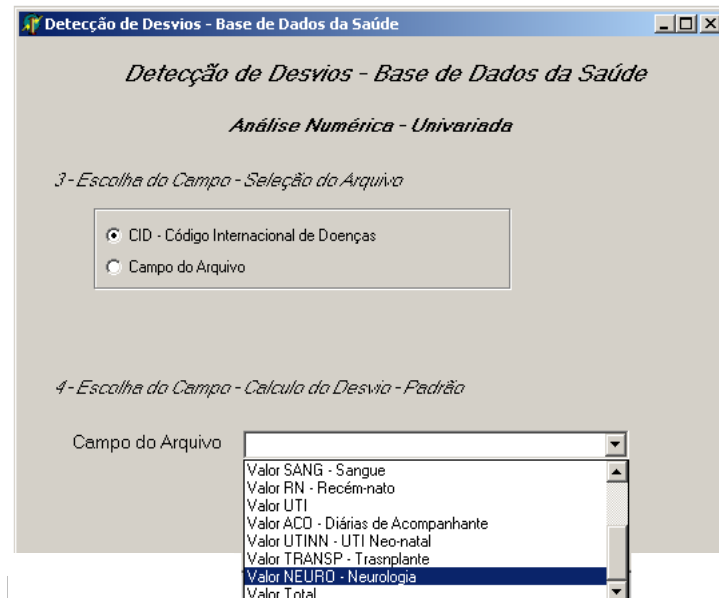 Detecção de Desvios - Base de Dados da Saúde
Detecção de Desvios - Base de Dados da Saúde
Análise Numérica - Univariada
3 - Escolha do Campo - Seleção do Arquivo
CID - Código Internacional de Doenças
Campo do Arquivo
4 - Escolha do Campo - Calculo do Desvio - Padrão
Campo do Arquivo
Valor SANG - Sangue
Valor RN - Recém-nato
Valor UTI
Valor ACO - Diárias de Acompanhante
Valor UTINN - UTI Neo-natal
Valor TRANSP - Trasnplante
Valor NEURO - Neurologia
Valor Total